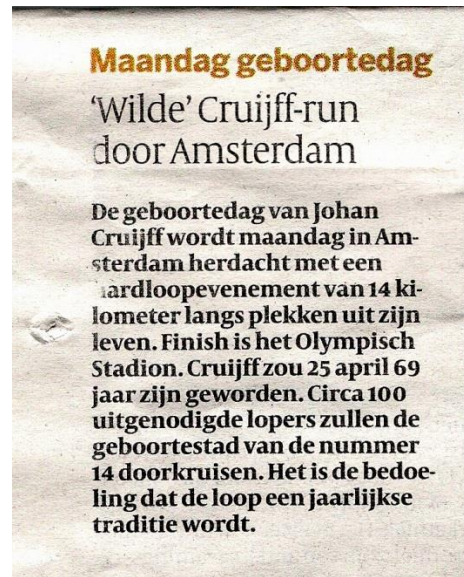 Maandag geboortedag
‘Wilde’ Cruijff-run
door Amsterdam
De geboortedag van Johan
Cruijff wordt maandag in Am-
sterdam herdacht met een
ardloopevenement van 14 ki-
lometer langs plekken uit zijn
leven. Finish is het Olympisch
Stadion. Cruijff zou 25 april 69
jaar zijn geworden. Circa 100
uitgenodigde lopers zullen de
geboortestad van de nummer
14 doorkruisen. Het is de bedoe-
ling dat de loop een jaarlijkse
traditie wordt.